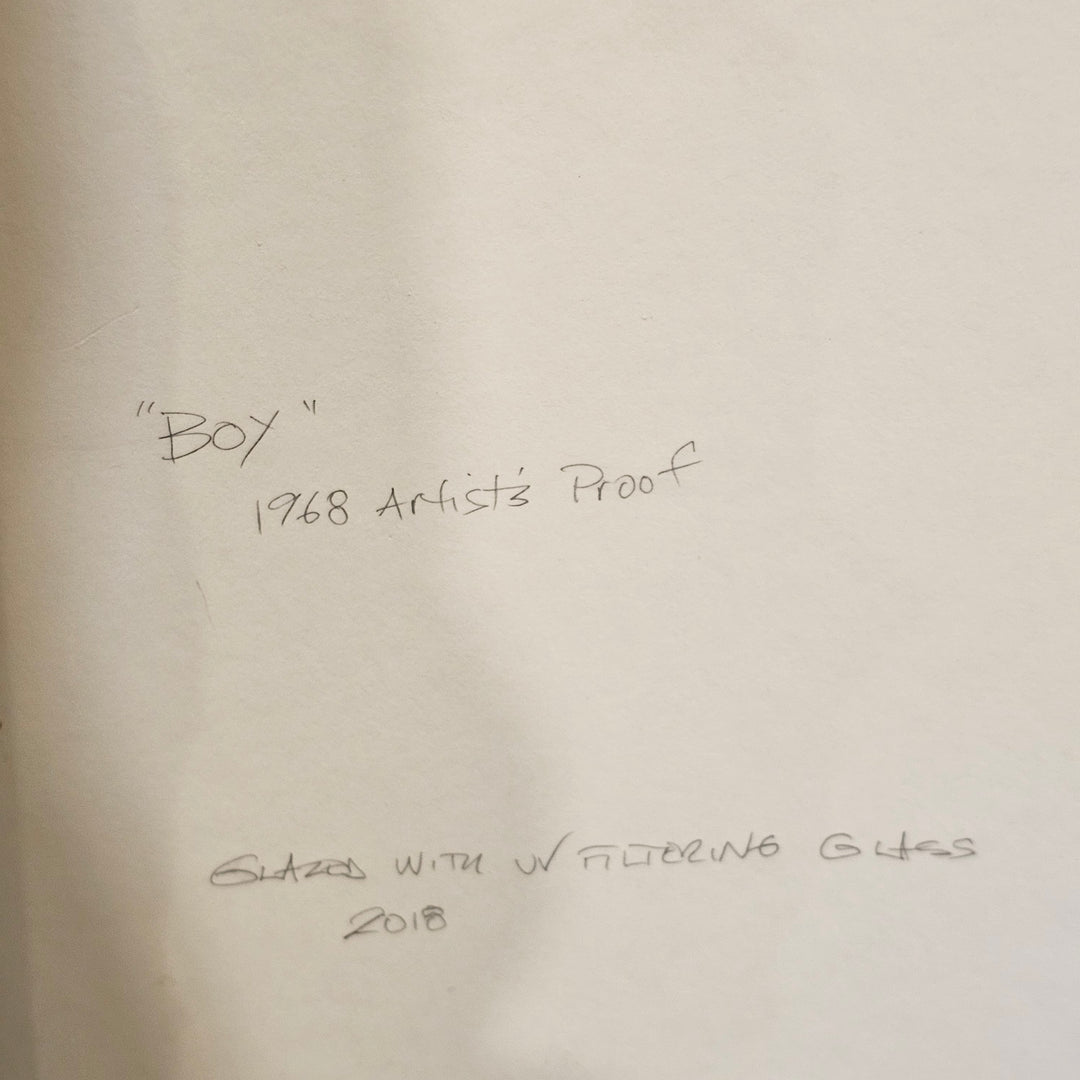 "BOY"
1968 Artist's Proof
GLAZED WITH UV FILTERING GLASS
2018